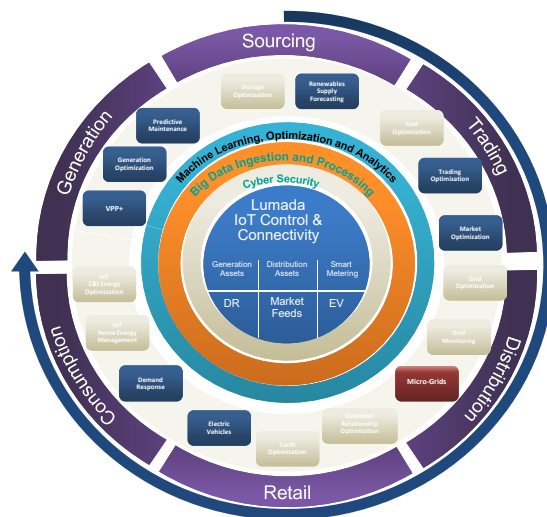 Sourcing
Trading
Distribution
Retail
Consumption
Generation
Storage
Optimization
Renewables
Supply
Forecasting
Fuel
Optimization
Trading
Optimization
Market
Optimization
Grid
Optimization
Grid
Monitoring
Micro-Grids
Customer
Relationship
Optimization
Tariff
Optimization
Electric
Vehicles
Demand
Response
IoT
Home Energy
Management
IoT
C&I Energy
Optimization
VPP+
Generation
Optimization
Predictive
Maintenance
Machine Learning, Optimization and Analytics
Big Data Ingestion and Processing
Cyber Security
Lumada
IoT Control &
Connectivity
Generation
Assets
Distribution
Assets
Smart
Metering
DR
Market
Feeds
EV